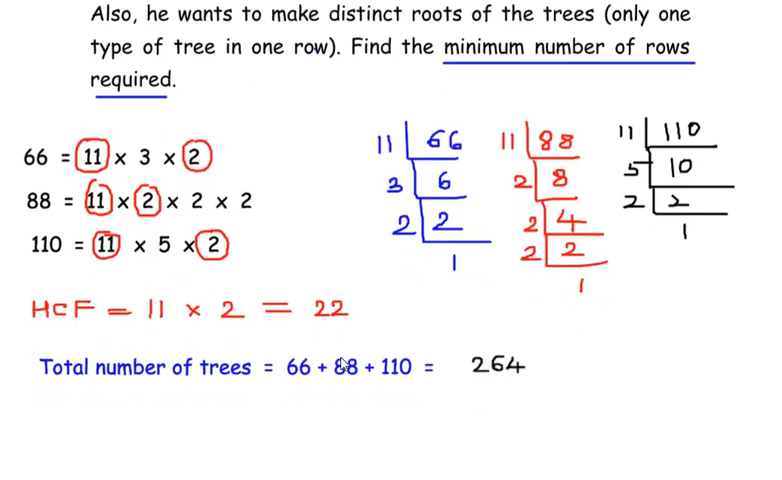 Also, he wants to make distinct roots of the trees (only one
type of tree in one row). Find the minimum number of rows
required.
66 = 11 × 3 × 2
88 = 11 × 2 × 2 × 2
110 = 11 × 5 × 2
11 66
3 6
2 2
1
11 88
2 8
2 4
2 2
1
11 110
5 10
2 2
1
HCF = 11 × 2 = 22
Total number of trees = 66 + 88 + 110 = 264